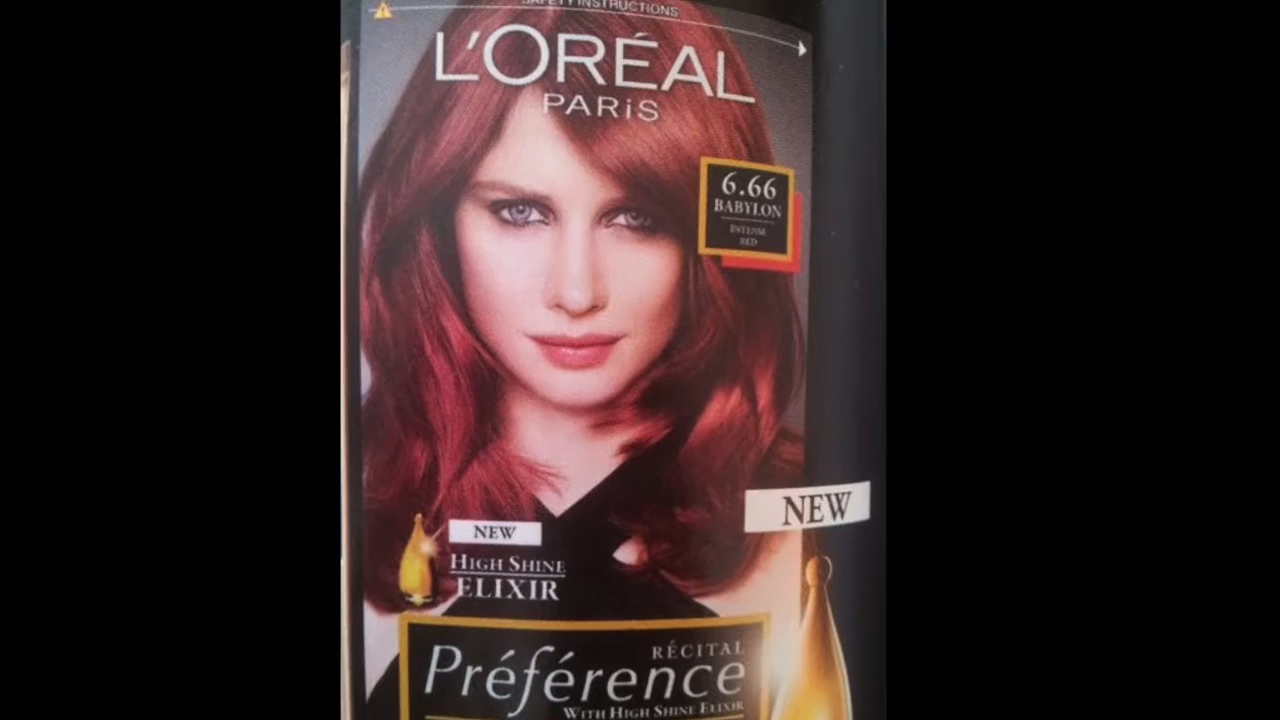 SAFETY INSTRUCTIONS
L'ORÉAL
PARiS
6.66
BABYLON
INTENSE
RED
NEW
NEW
HIGH SHINE
ELIXIR
RÉCITAL
Préférence
WITH HIGH SHINE ELIXIR